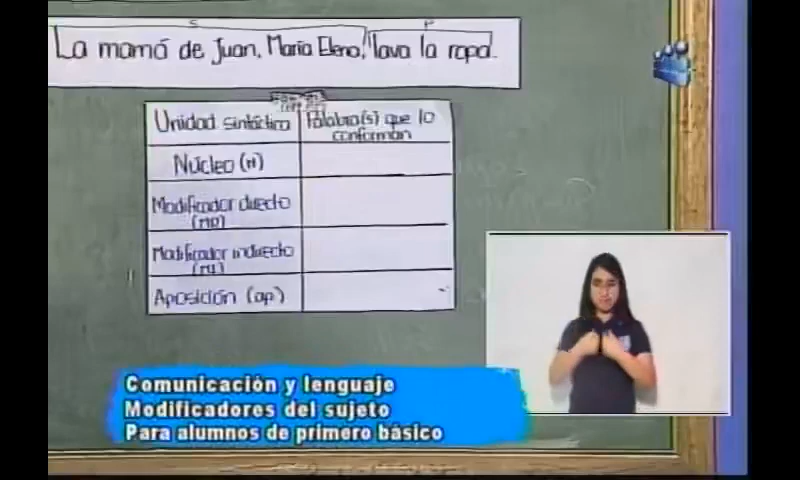 S P
La mamá de Juan, María Elena, lava la ropa.
Unidad sintáctica Palabra(s) que lo
conforman
Núcleo (n)
Modificador directo
(MD)
Modificador indirecto
(MI)
Aposición (ap)
Comunicación y lenguaje
Modificadores del sujeto
Para alumnos de primero básico